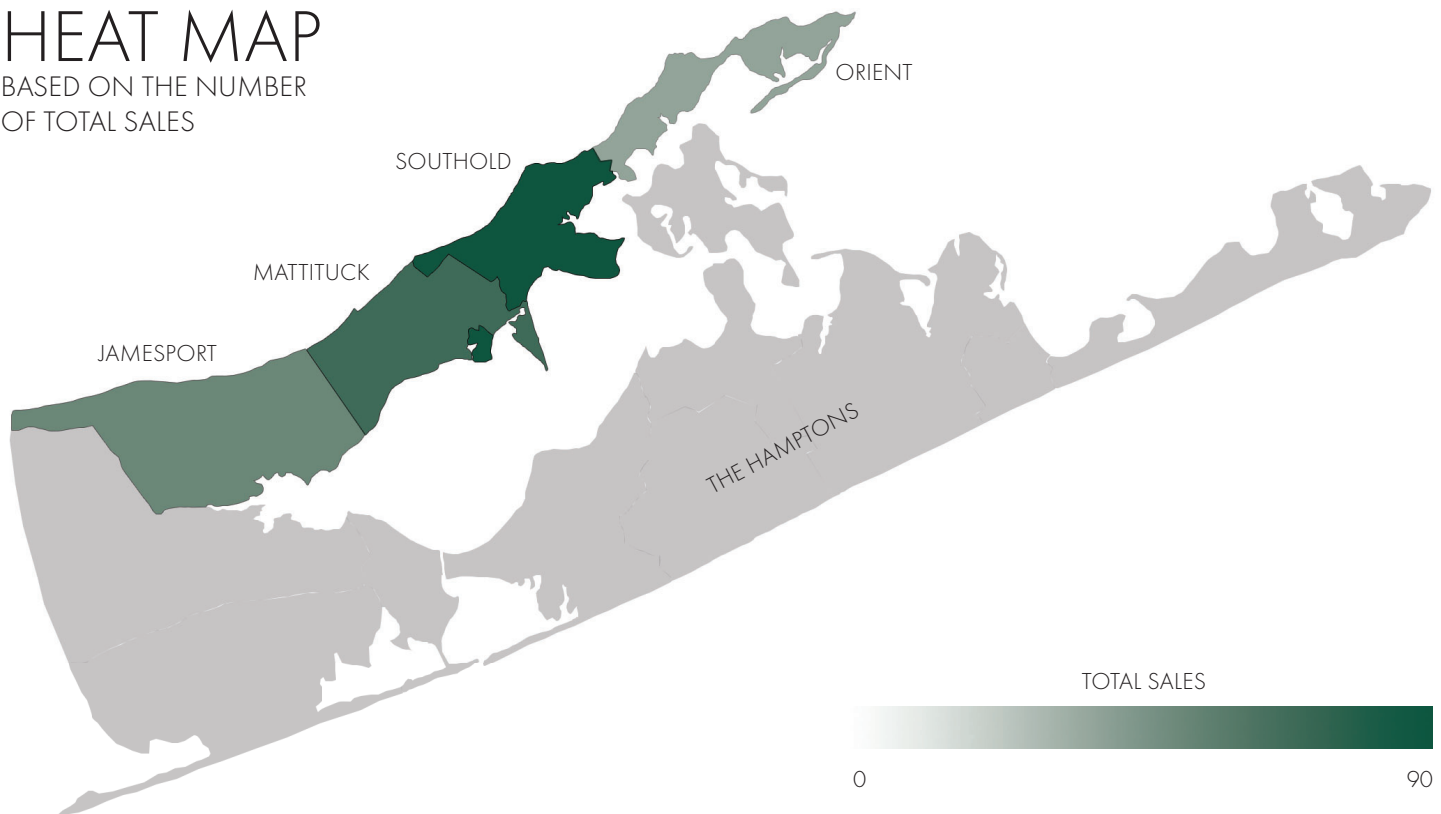 HEAT MAP
BASED ON THE NUMBER
OF TOTAL SALES
ORIENT
SOUTHOLD
MATTITUCK
JAMESPORT
THE HAMPTONS
TOTAL SALES
0
90